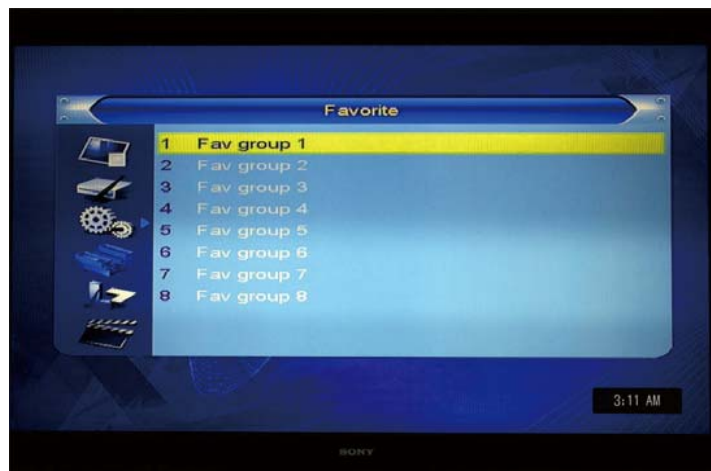 Favorite
1 Fav group 1
2 Fav group 2
3 Fav group 3
4 Fav group 4
5 Fav group 5
6 Fav group 6
7 Fav group 7
8 Fav group 8
3:11 AM
SONY